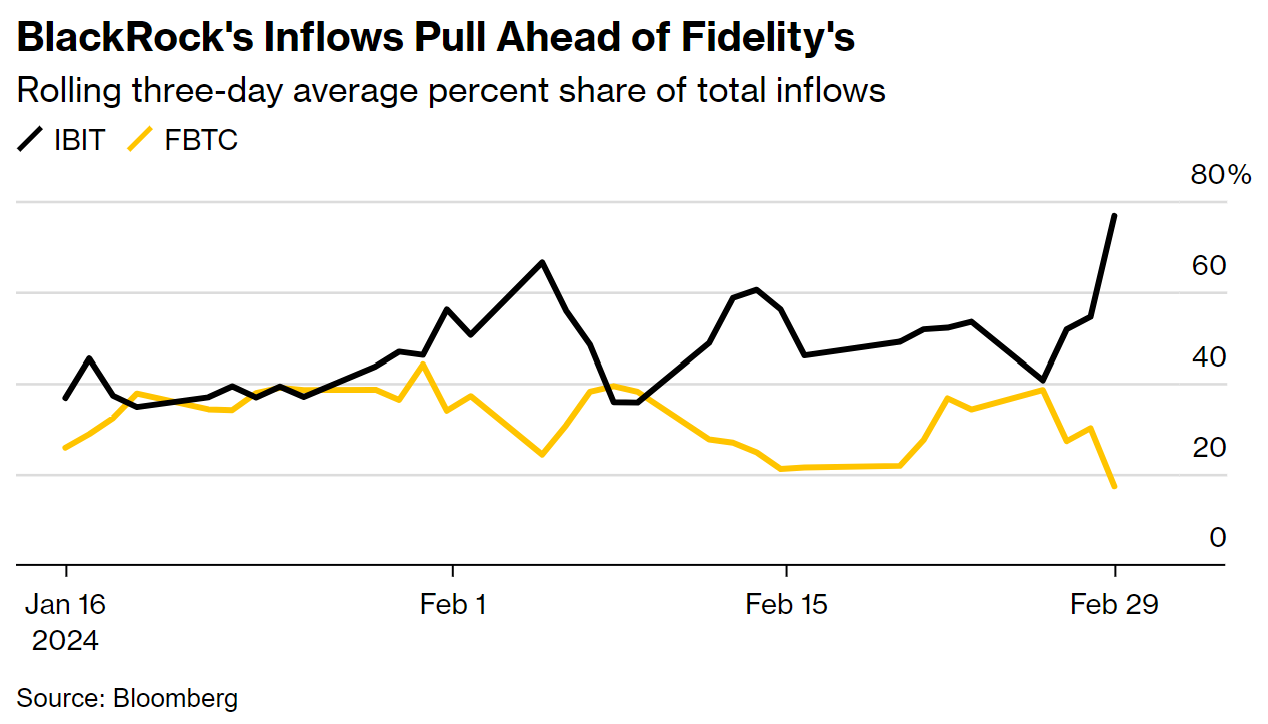 BlackRock's Inflows Pull Ahead of Fidelity's
Rolling three-day average percent share of total inflows
IBIT FBTC
80%
60
40
20
0
Jan 16 Feb 1 Feb 15 Feb 29
2024
Source: Bloomberg